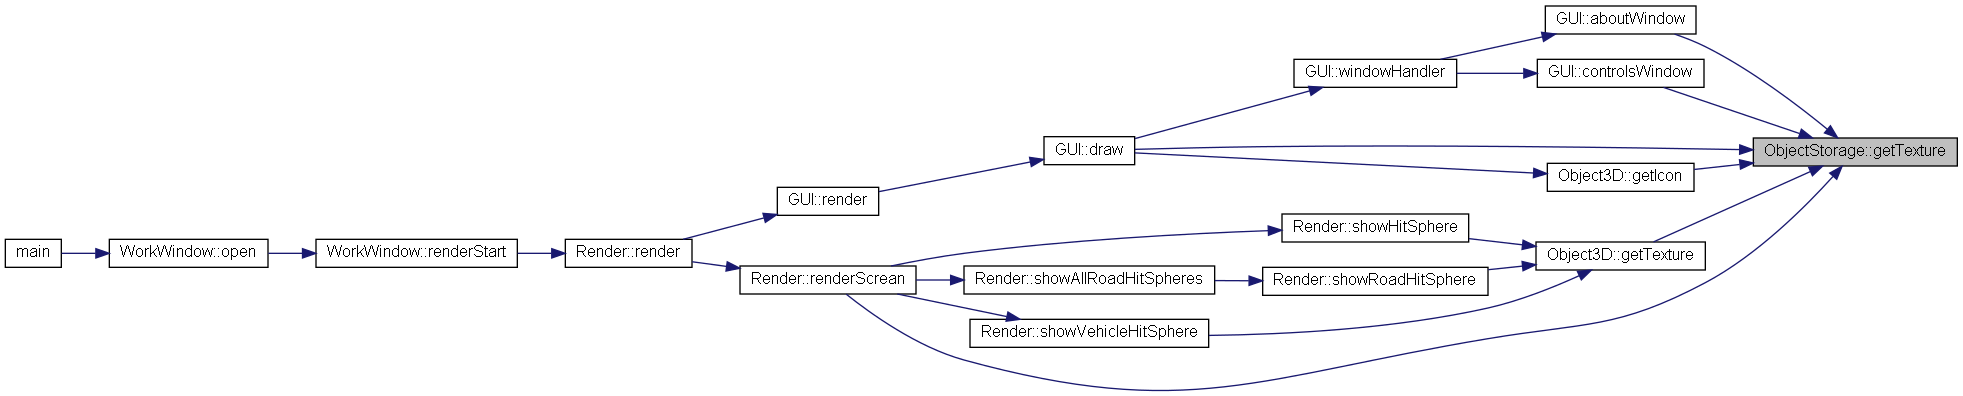 GUI::aboutWindow
GUI::windowHandler
GUI::controlsWindow
GUI::draw
ObjectStorage::getTexture
Object3D::getIcon
GUI::render
Render::showHitSphere
main
WorkWindow::open
WorkWindow::renderStart
Render::render
Object3D::getTexture
Render::renderScrean
Render::showAllRoadHitSpheres
Render::showRoadHitSphere
Render::showVehicleHitSphere